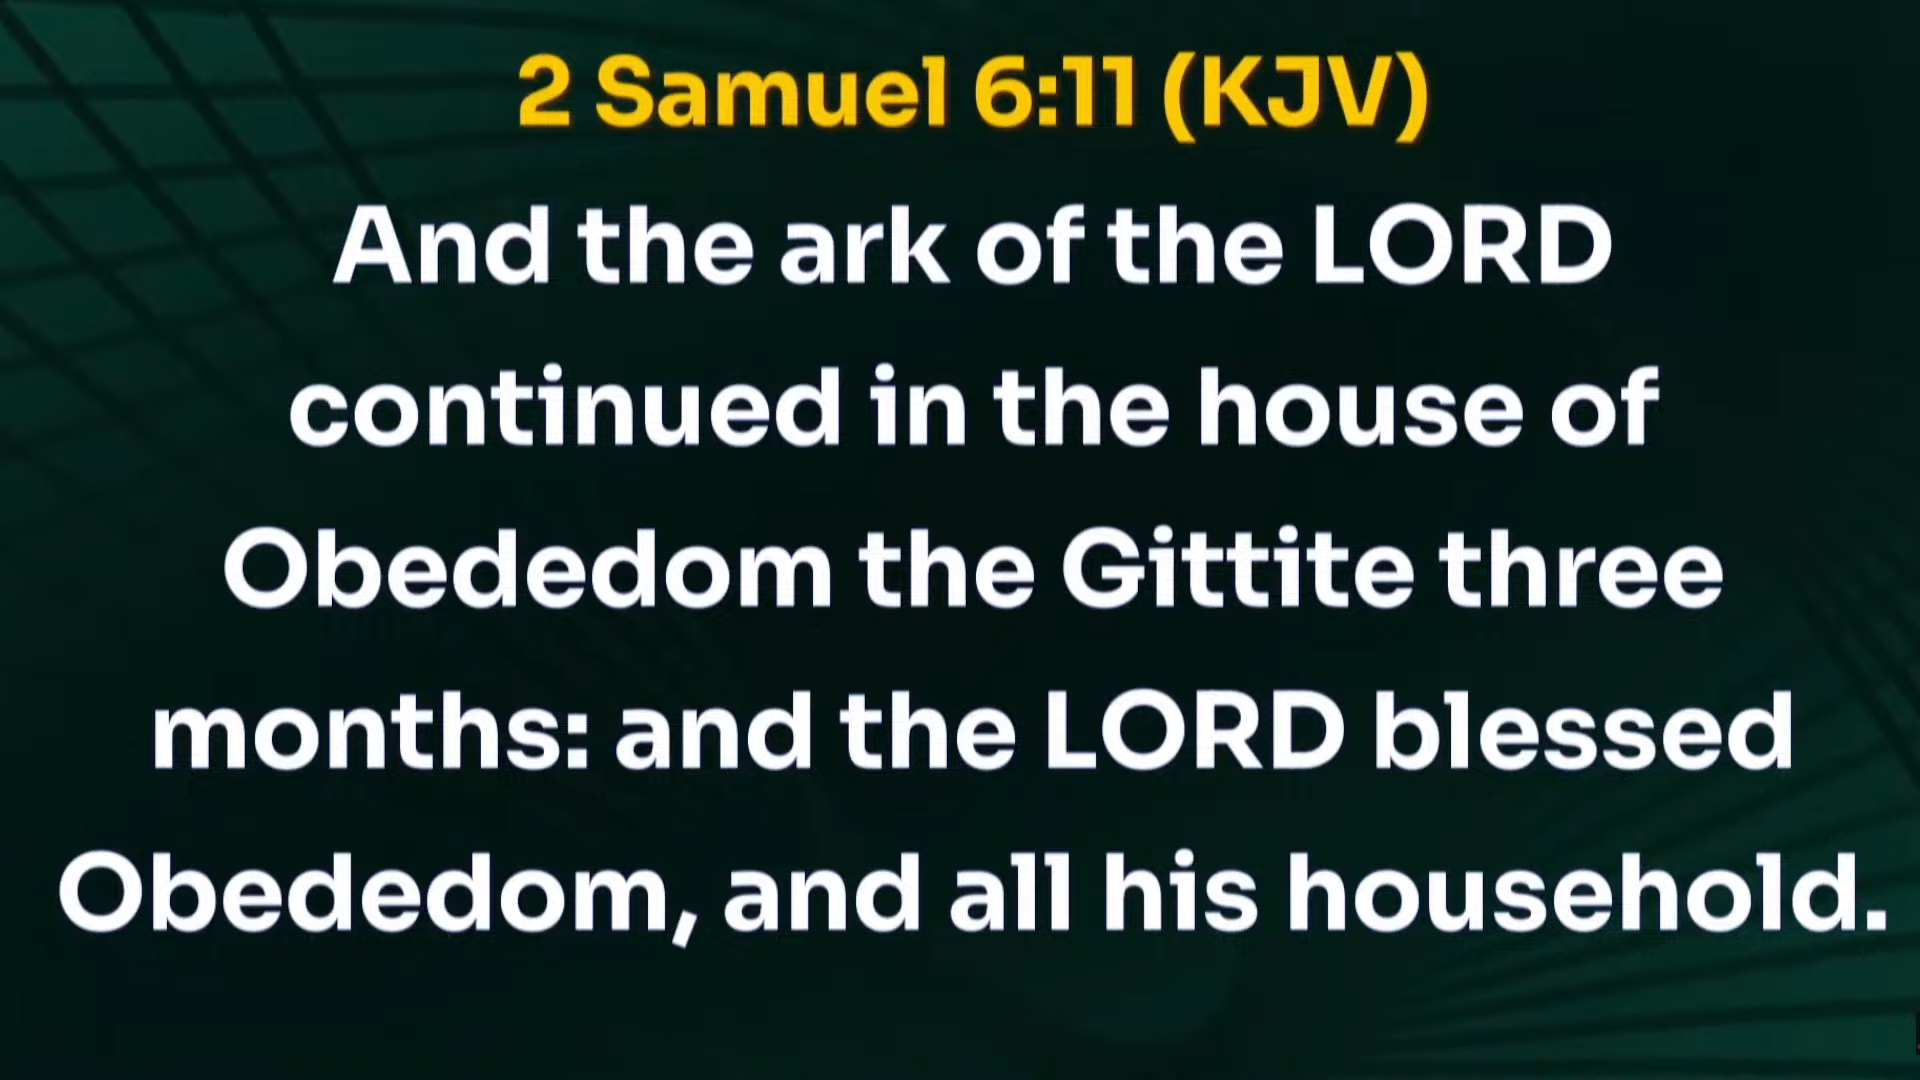 2 Samuel 6:11 (KJV)
And the ark of the LORD
continued in the house of
Obededom the Gittite three
months: and the LORD blessed
Obededom, and all his household.